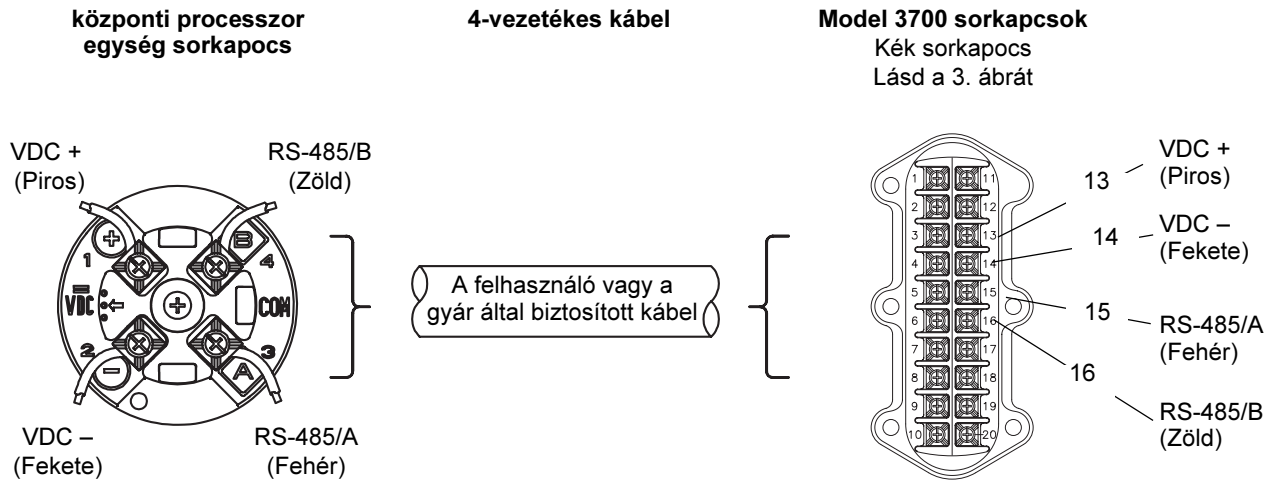 központi processzor
egység sorkapocs
4-vezetékes kábel
Model 3700 sorkapcsok
Kék sorkapocs
Lásd a 3. ábrát
VDC +
(Piros)
RS-485/B
(Zöld)
+
B
1
4
VDC
COM
2
3
–
A
VDC –
(Fekete)
RS-485/A
(Fehér)
A felhasználó vagy a
gyár által biztosított kábel
1 11
2 12
3 13
4 14
5 15
6 16
7 17
8 18
9 19
10 20
13
VDC +
(Piros)
14
VDC –
(Fekete)
15
RS-485/A
(Fehér)
16
RS-485/B
(Zöld)